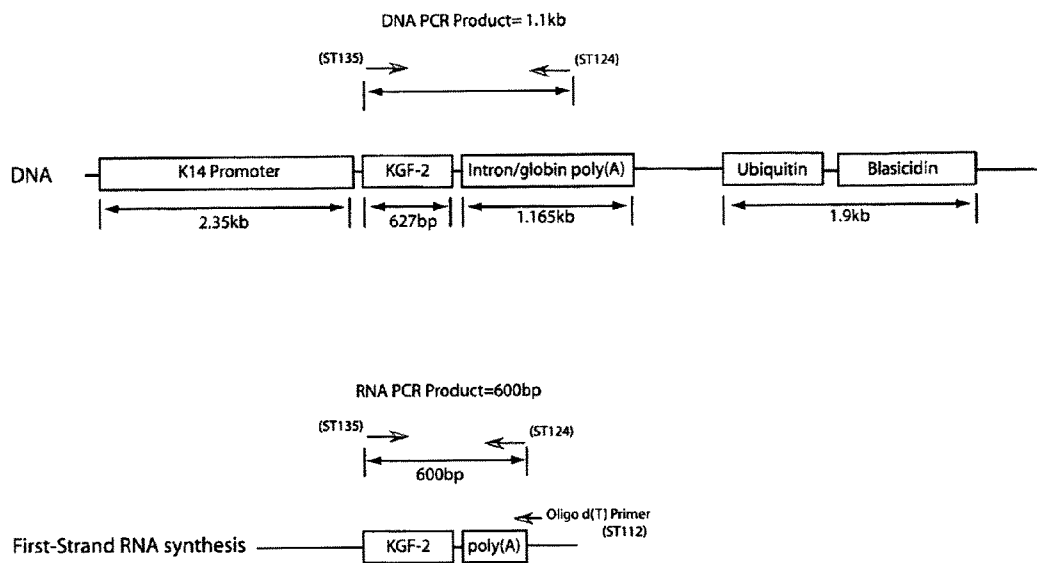 DNA PCR Product= 1.1kb
(ST135)
(ST124)
DNA
K14 Promoter
KGF-2
Intron/globin poly(A)
Ubiquitin
Blasicidin
2.35kb
627bp
1.165kb
1.9kb
RNA PCR Product=600bp
(ST135)
(ST124)
600bp
Oligo d(T) Primer
(ST112)
First-Strand RNA synthesis
KGF-2
poly(A)